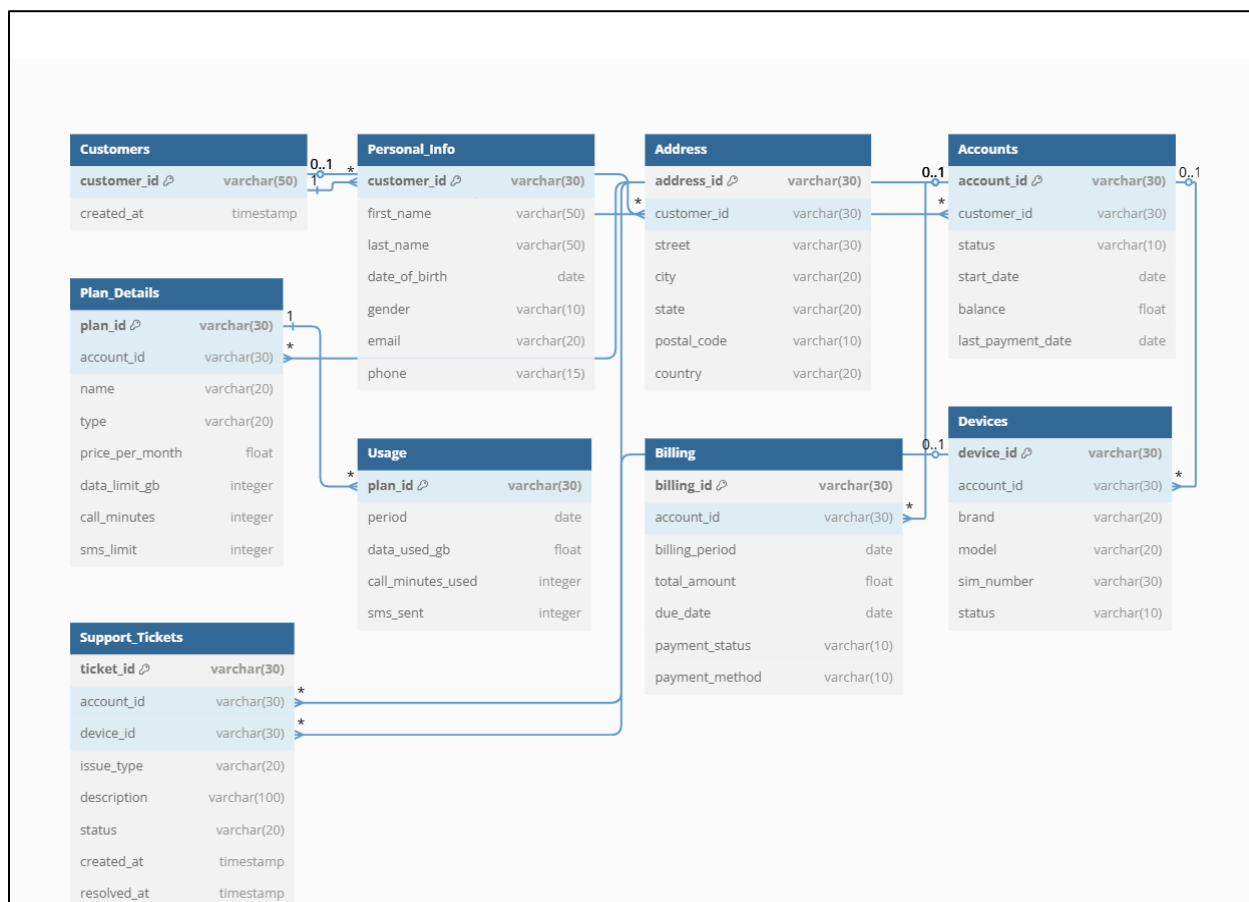 Customers
customer_id varchar(50)
created_at timestamp
0..1
1
*
Personal_Info
customer_id varchar(30)
first_name varchar(50)
last_name varchar(50)
date_of_birth date
gender varchar(10)
email varchar(20)
phone varchar(15)
*
Address
address_id varchar(30)
customer_id varchar(30)
street varchar(30)
city varchar(20)
state varchar(20)
postal_code varchar(10)
country varchar(20)
0..1
*
Accounts
account_id varchar(30)
customer_id varchar(30)
status varchar(10)
start_date date
balance float
last_payment_date date
0..1
Plan_Details
plan_id varchar(30)
account_id varchar(30)
name varchar(20)
type varchar(20)
price_per_month float
data_limit_gb integer
call_minutes integer
sms_limit integer
1
*
*
Usage
plan_id varchar(30)
period date
data_used_gb float
call_minutes_used integer
sms_sent integer
Billing
billing_id varchar(30)
account_id varchar(30)
billing_period date
total_amount float
due_date date
payment_status varchar(10)
payment_method varchar(10)
0..1
*
Devices
device_id varchar(30)
account_id varchar(30)
brand varchar(20)
model varchar(20)
sim_number varchar(30)
status varchar(10)
*
Support_Tickets
ticket_id varchar(30)
account_id varchar(30)
device_id varchar(30)
issue_type varchar(20)
description varchar(100)
status varchar(20)
created_at timestamp
resolved_at timestamp
*
*